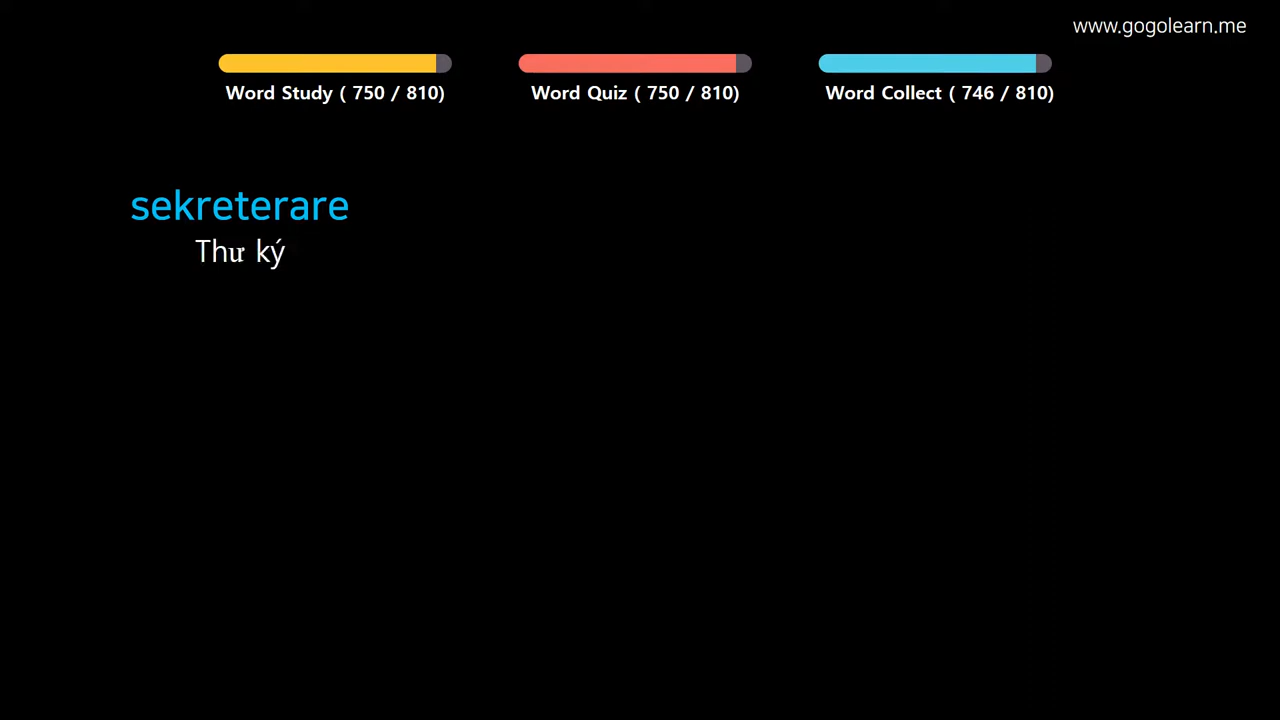 www.gogolearn.me
Word Study ( 750 / 810)
Word Quiz ( 750 / 810)
Word Collect ( 746 / 810)
sekreterare
Thư ký